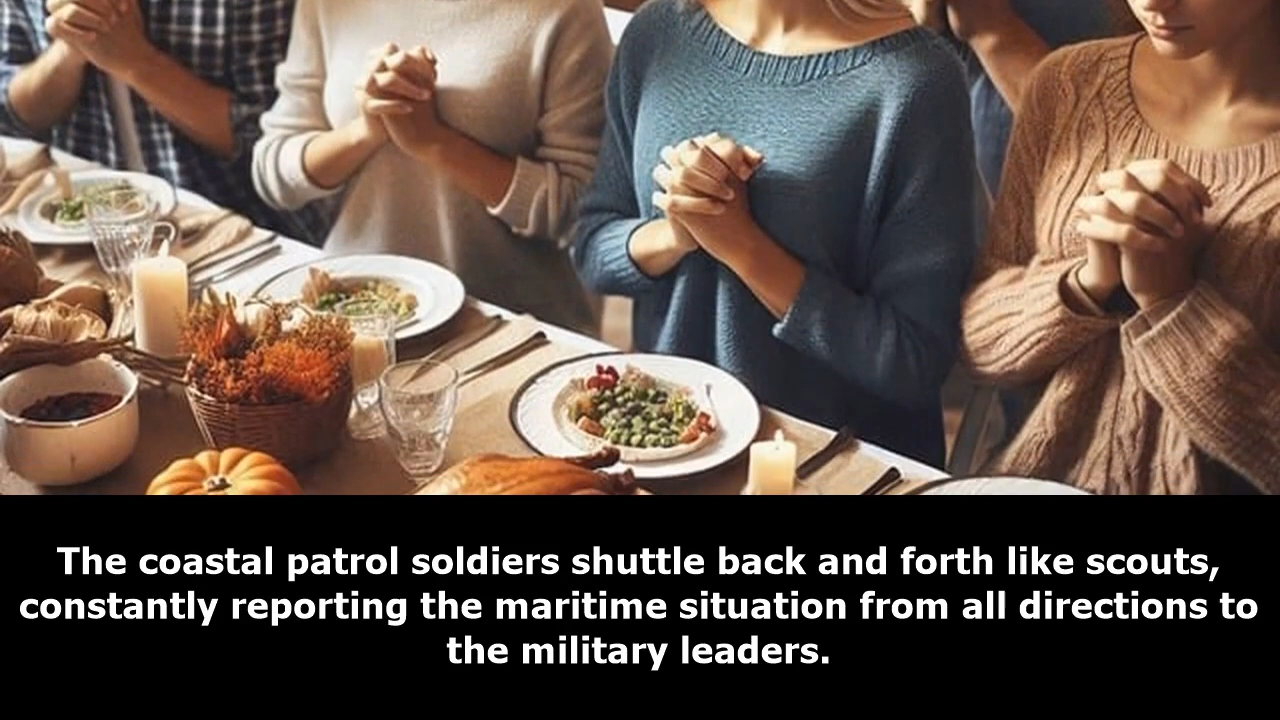 The coastal patrol soldiers shuttle back and forth like scouts,
constantly reporting the maritime situation from all directions to
the military leaders.